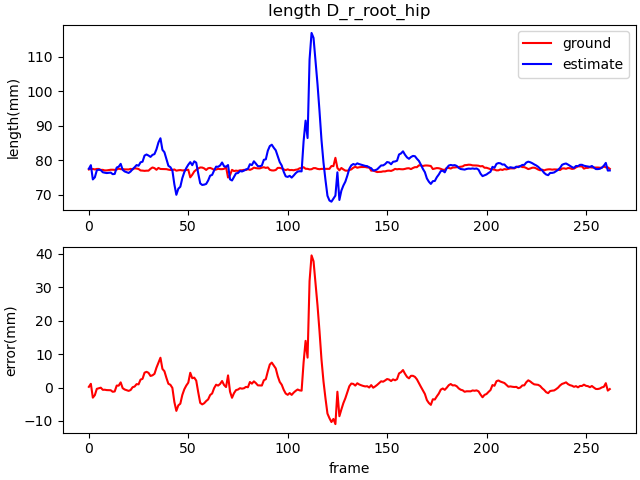 length D_r_root_hip
length(mm)
110
100
90
80
70
ground
estimate
0 50 100 150 200 250
error(mm)
40
30
20
10
0
−10
0 50 100 150 200 250
frame